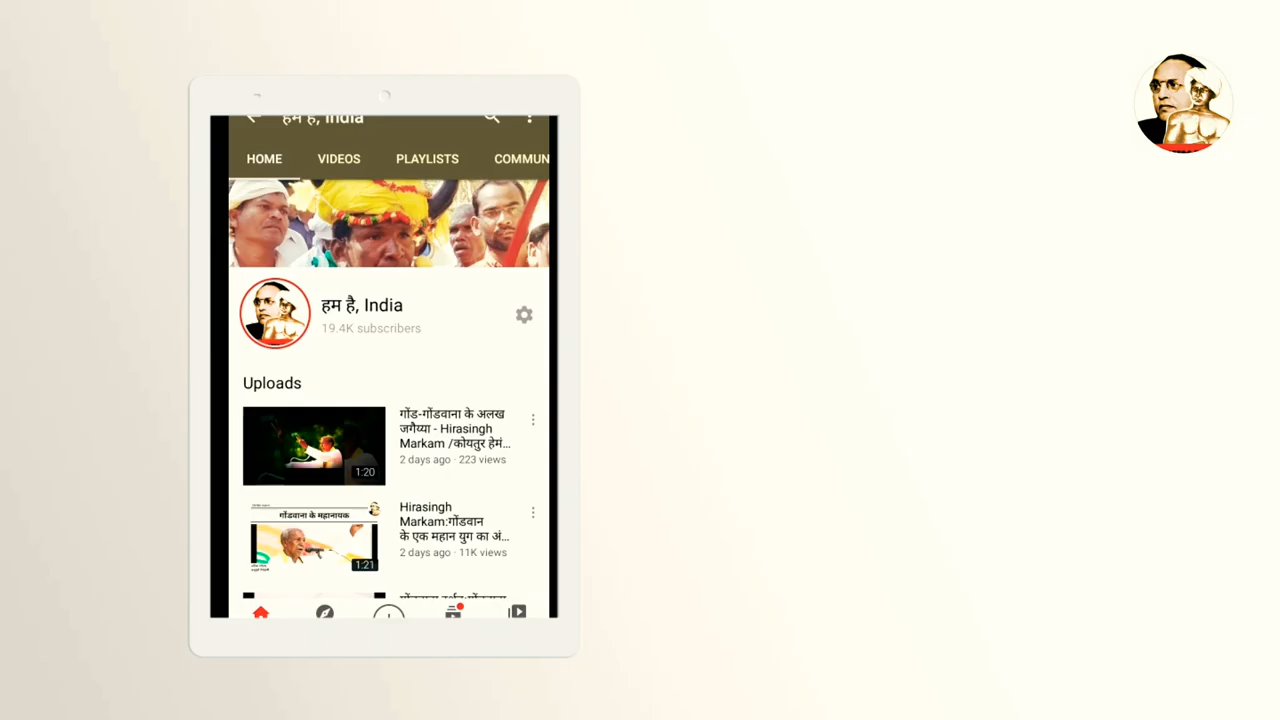 हम है, India
HOME VIDEOS PLAYLISTS COMMUN
हम है, India
19.4K subscribers
Uploads
गोंड-गोंडवाना के अलख
जगैय्या - Hirasingh
Markam /कोयतुर हेमं...
2 days ago · 223 views
1:20
Hirasingh
Markam:गोंडवान
के एक महान युग का अं...
2 days ago · 11K views
गोंडवाना के महानायक
1:21